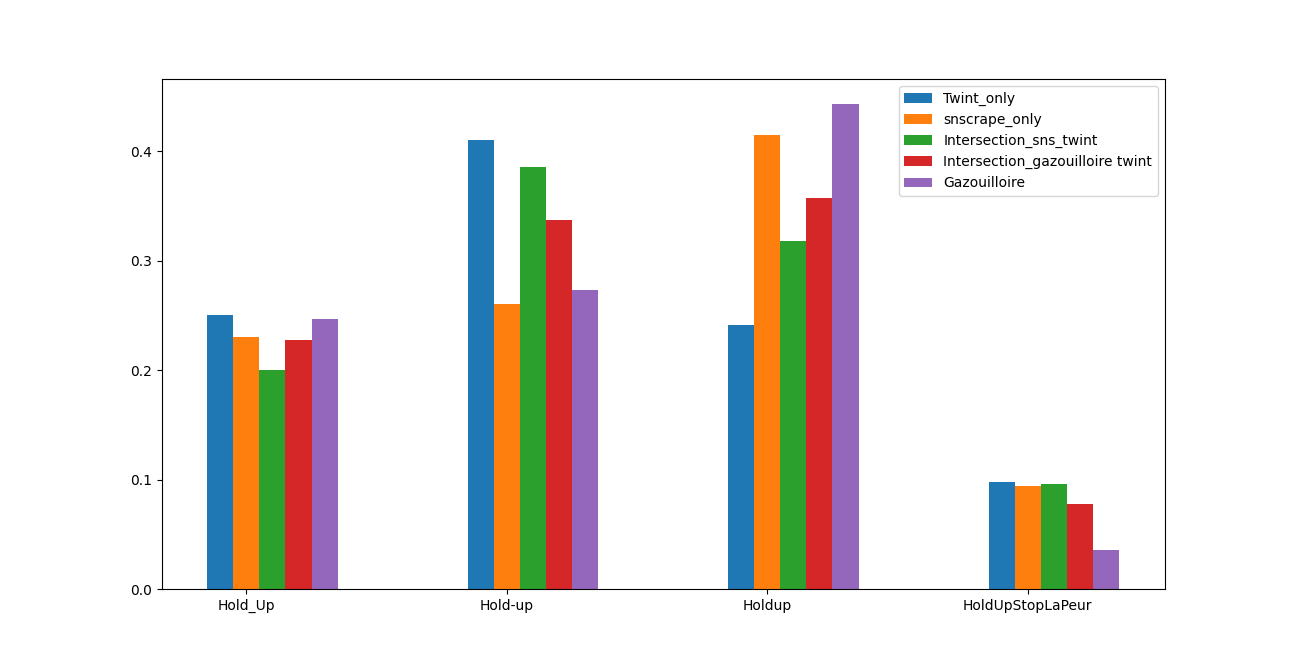 Twint_only
snscrape_only
Intersection_sns_twint
Intersection_gazouilloire twint
Gazouilloire
0.4
0.3
0.2
0.1
0.0
Hold_Up Hold-up Holdup HoldUpStopLaPeur